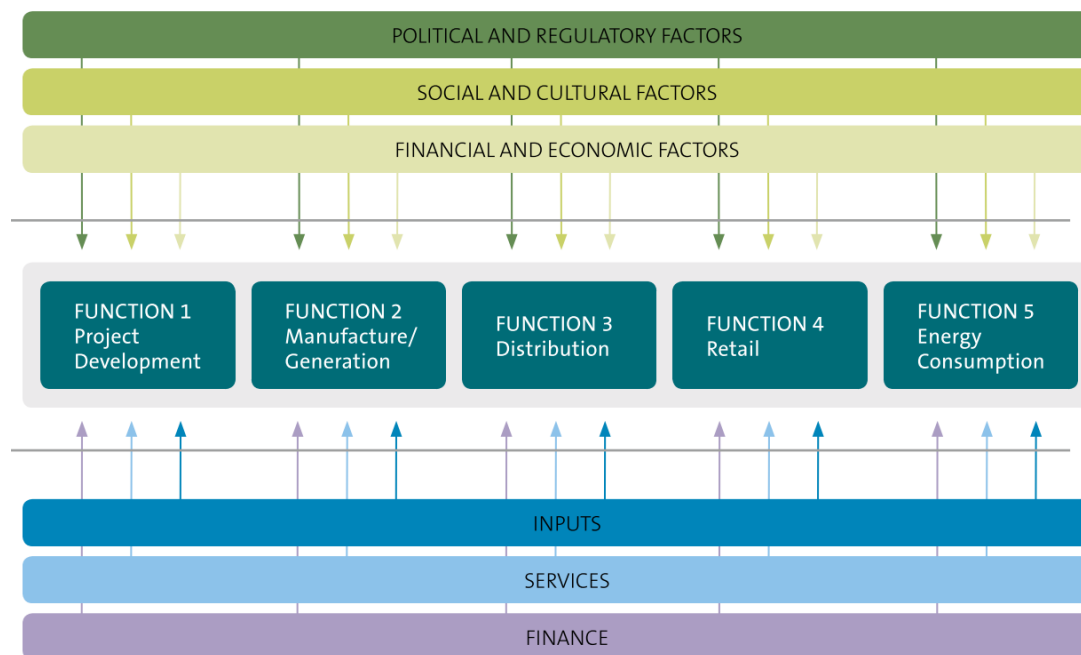 POLITICAL AND REGULATORY FACTORS
SOCIAL AND CULTURAL FACTORS
FINANCIAL AND ECONOMIC FACTORS
FUNCTION 1
Project
Development
FUNCTION 2
Manufacture/
Generation
FUNCTION 3
Distribution
FUNCTION 4
Retail
FUNCTION 5
Energy
Consumption
INPUTS
SERVICES
FINANCE